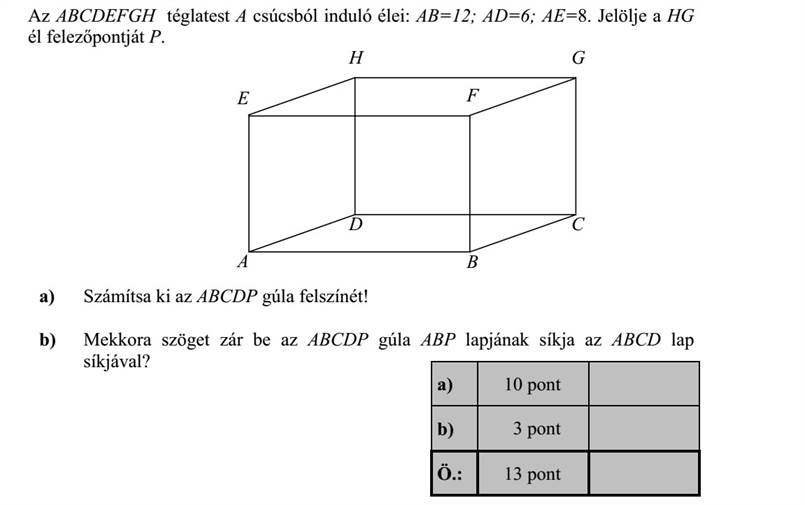 Az ABCDEFGH téglatest A csúcsból induló élei: AB=12; AD=6; AE=8. Jelölje a HG
él felezőpontját P.
H G
E F
D C
A B
a) Számítsa ki az ABCDP gúla felszínét!
b) Mekkora szöget zár be az ABCDP gúla ABP lapjának síkja az ABCD lap
síkjával?
a) 10 pont
b) 3 pont
Ö.: 13 pont